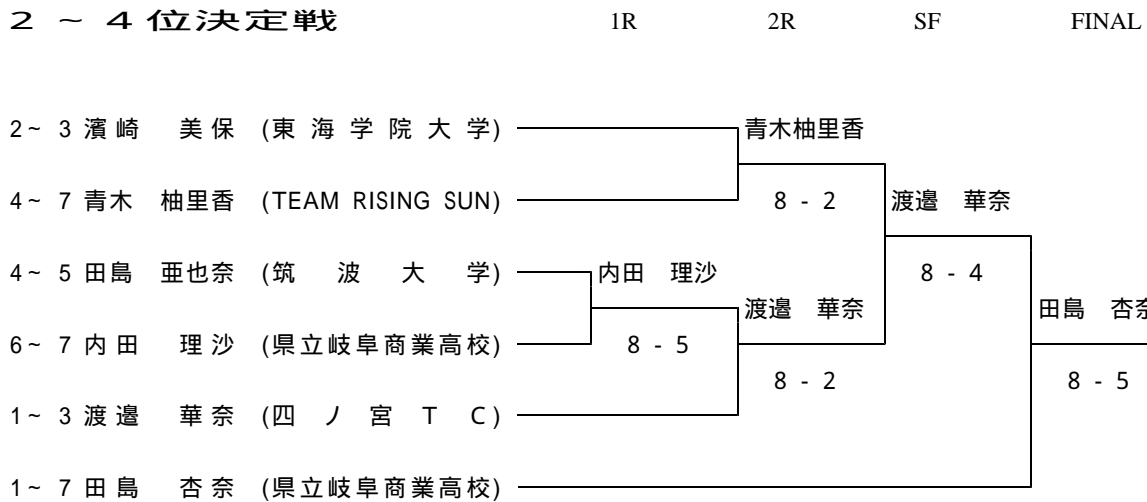 2 ~ 4 位決定戦 1R 2R SF FINAL
2~ 3 濱崎 美保 (東海学院大学)
青木柚里香
4~ 7 青木 柚里香 (TEAM RISING SUN)
8 - 2
渡邉 華奈
4~ 5 田島 亜也奈 (筑波大学)
内田 理沙
8 - 4
渡邉 華奈
田島 杏
6~ 7 内田 理沙 (県立岐阜商業高校)
8 - 5
8 - 2
8 - 5
1~ 3 渡邉 華奈 (四ノ宮TC)
1~ 7 田島 杏奈 (県立岐阜商業高校)